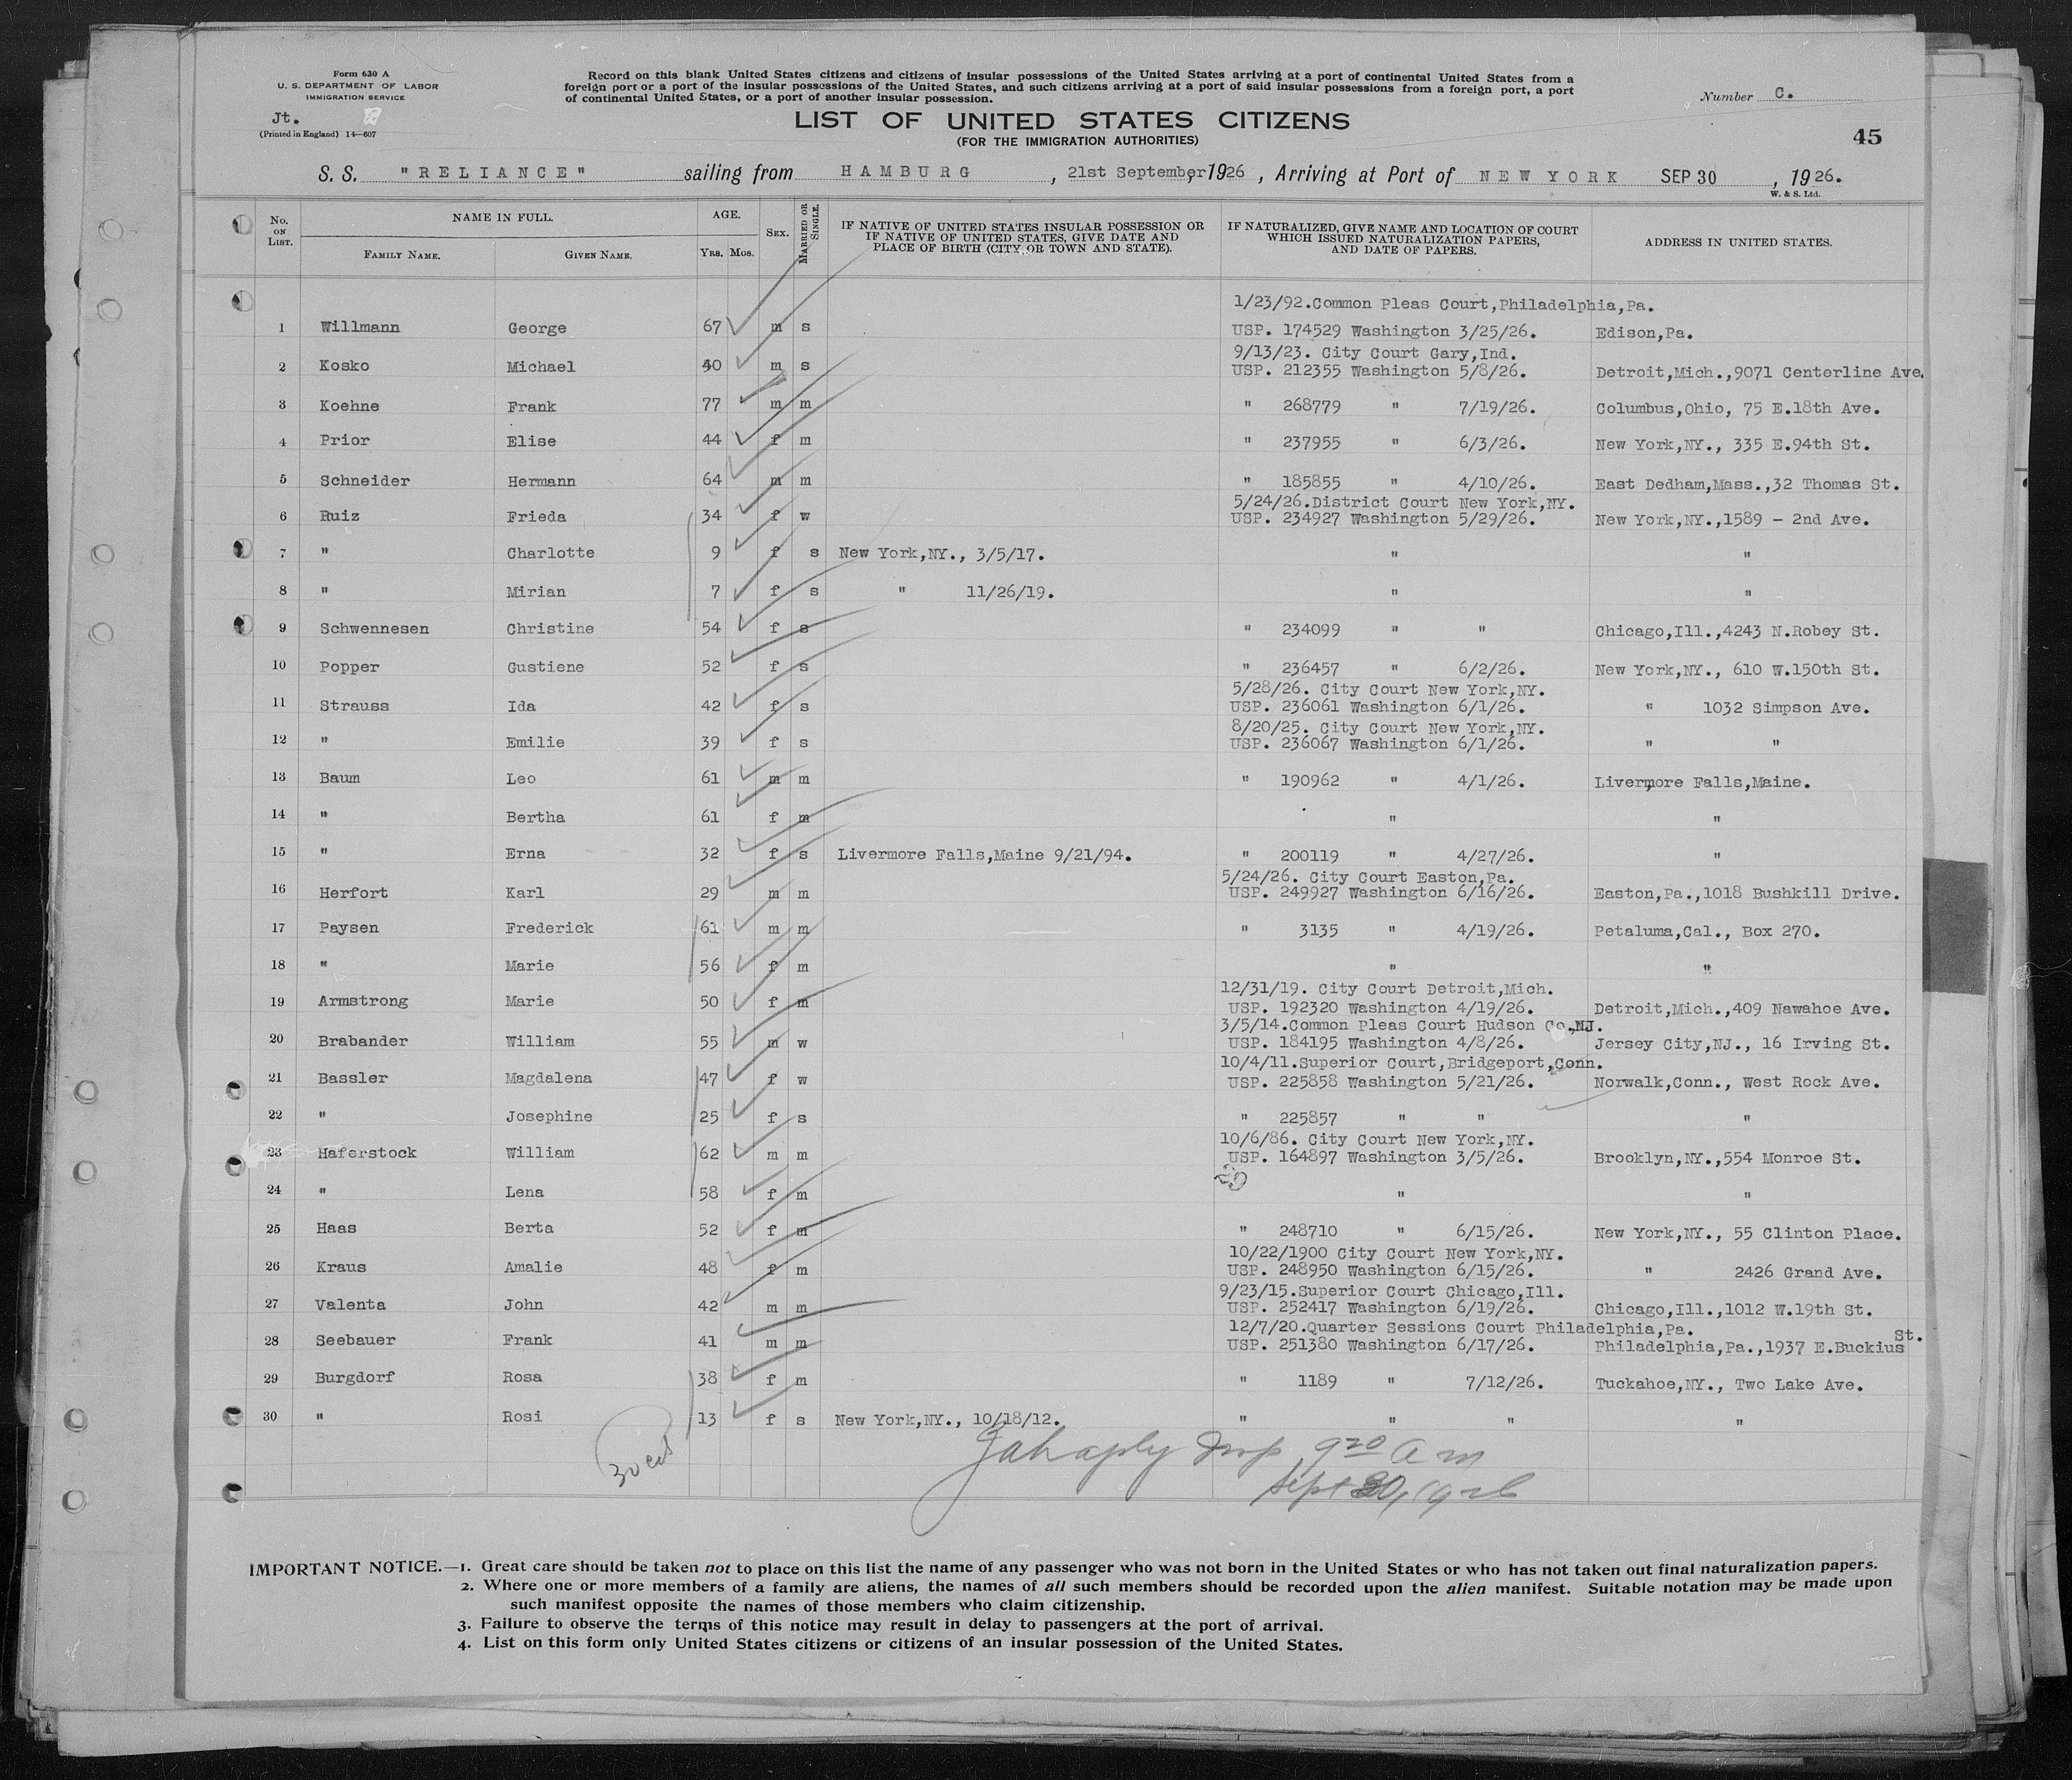 Form 630 A
U. S. DEPARTMENT OF LABOR
IMMIGRATION SERVICE
Jt.
(Printed in England) 14—607
Record on this blank United States citizens and citizens of insular possessions of the United States arriving at a port of continental United States from a
foreign port or a port of the insular possessions of the United States, and such citizens arriving at a port of said insular possessions from a foreign port, a port
of continental United States, or a port of another insular possession.
Number C.
LIST OF UNITED STATES CITIZENS
(FOR THE IMMIGRATION AUTHORITIES)
45
S. S. "RELIANCE" sailing from HAMBURG, 21st September, 1926, Arriving at Port of NEW YORK SEP 30, 1926.
W. & S. Ltd.
No. ON LIST. NAME IN FULL. AGE. SEX. MARRIED OR SINGLE. IF NATIVE OF UNITED STATES INSULAR POSSESSION OR IF NATIVE OF UNITED STATES, GIVE DATE AND PLACE OF BIRTH (CITY OR TOWN AND STATE). IF NATURALIZED, GIVE NAME AND LOCATION OF COURT WHICH ISSUED NATURALIZATION PAPERS, AND DATE OF PAPERS. ADDRESS IN UNITED STATES.
FAMILY NAME. GIVEN NAME. YRS. MOS.
1/23/92.Common Pleas Court,Philadelphia,Pa.
1 Willmann George 67 m s USP. 174529 Washington 3/25/26. Edison,Pa.
9/13/23. City Court Gary,Ind.
2 Kosko Michael 40 m s USP. 212355 Washington 5/8/26. Detroit,Mich.,9071 Centerline Ave.
3 Koehne Frank 77 m m " 268779 " 7/19/26. Columbus,Ohio, 75 E.18th Ave.
4 Prior Elise 44 f m " 237955 " 6/3/26. New York,NY., 335 E.94th St.
5 Schneider Hermann 64 m m " 185855 " 4/10/26. East Dedham,Mass.,32 Thomas St.
5/24/26.District Court New York,NY.
6 Ruiz Frieda 34 f w USP. 234927 Washington 5/29/26. New York,NY.,1589 - 2nd Ave.
7 " Charlotte 9 f s New York,NY., 3/5/17. " "
8 " Mirian 7 f s " 11/26/19. " "
9 Schwennesen Christine 54 f s " 234099 " " Chicago,Ill.,4243 N.Robey St.
10 Popper Gustiene 52 f s " 236457 " 6/2/26. New York,NY., 610 W.150th St.
5/28/26. City Court New York,NY.
11 Strauss Ida 42 f s USP. 236061 Washington 6/1/26. " 1032 Simpson Ave.
8/20/25. City Court New York,NY.
12 " Emilie 39 f s USP. 236067 Washington 6/1/26. " "
13 Baum Leo 61 m m " 190962 " 4/1/26. Livermore Falls,Maine.
14 " Bertha 61 f m " "
15 " Erna 32 f s Livermore Falls,Maine 9/21/94. " 200119 " 4/27/26. "
5/24/26. City Court Easton,Pa.
16 Herfort Karl 29 m m USP. 249927 Washington 6/16/26. Easton,Pa.,1018 Bushkill Drive.
17 Paysen Frederick 61 m m " 3135 " 4/19/26. Petaluma,Cal., Box 270.
18 " Marie 56 f m " "
12/31/19. City Court Detroit,Mich.
19 Armstrong Marie 50 f m USP. 192320 Washington 4/19/26. Detroit,Mich.,409 Nawahoe Ave.
3/5/14.Common Pleas Court Hudson Co.,NJ.
20 Brabander William 55 m w USP. 184195 Washington 4/8/26. Jersey City,NJ., 16 Irving St.
10/4/11.Superior Court,Bridgeport,Conn.
21 Bassler Magdalena 47 f w USP. 225858 Washington 5/21/26. Norwalk,Conn., West Rock Ave.
22 " Josephine 25 f s " 225857 " " "
10/6/86. City Court New York,NY.
23 Haferstock William 62 m m USP. 164897 Washington 3/5/26. Brooklyn,NY.,554 Monroe St.
24 " Lena 58 f m " "
25 Haas Berta 52 f m " 248710 " 6/15/26. New York,NY., 55 Clinton Place.
10/22/1900 City Court New York,NY.
26 Kraus Amalie 48 f m USP. 248950 Washington 6/15/26. " 2426 Grand Ave.
9/23/15.Superior Court Chicago,Ill.
27 Valenta John 42 m m USP. 252417 Washington 6/19/26. Chicago,Ill.,1012 W.19th St.
12/7/20.Quarter Sessions Court Philadelphia,Pa.
28 Seebauer Frank 41 m m USP. 251380 Washington 6/17/26. Philadelphia,Pa.,1937 E.Buckius St.
29 Burgdorf Rosa 38 f m " 1189 " 7/12/26. Tuckahoe,NY., Two Lake Ave.
30 " Rosi 13 f s New York,NY., 10/18/12. " " " "
Insp 9 20 a m
30
Sept 30, 1926
IMPORTANT NOTICE.—1. Great care should be taken not to place on this list the name of any passenger who was not born in the United States or who has not taken out final naturalization papers.
2. Where one or more members of a family are aliens, the names of all such members should be recorded upon the alien manifest. Suitable notation may be made upon
such manifest opposite the names of those members who claim citizenship.
3. Failure to observe the terms of this notice may result in delay to passengers at the port of arrival.
4. List on this form only United States citizens or citizens of an insular possession of the United States.